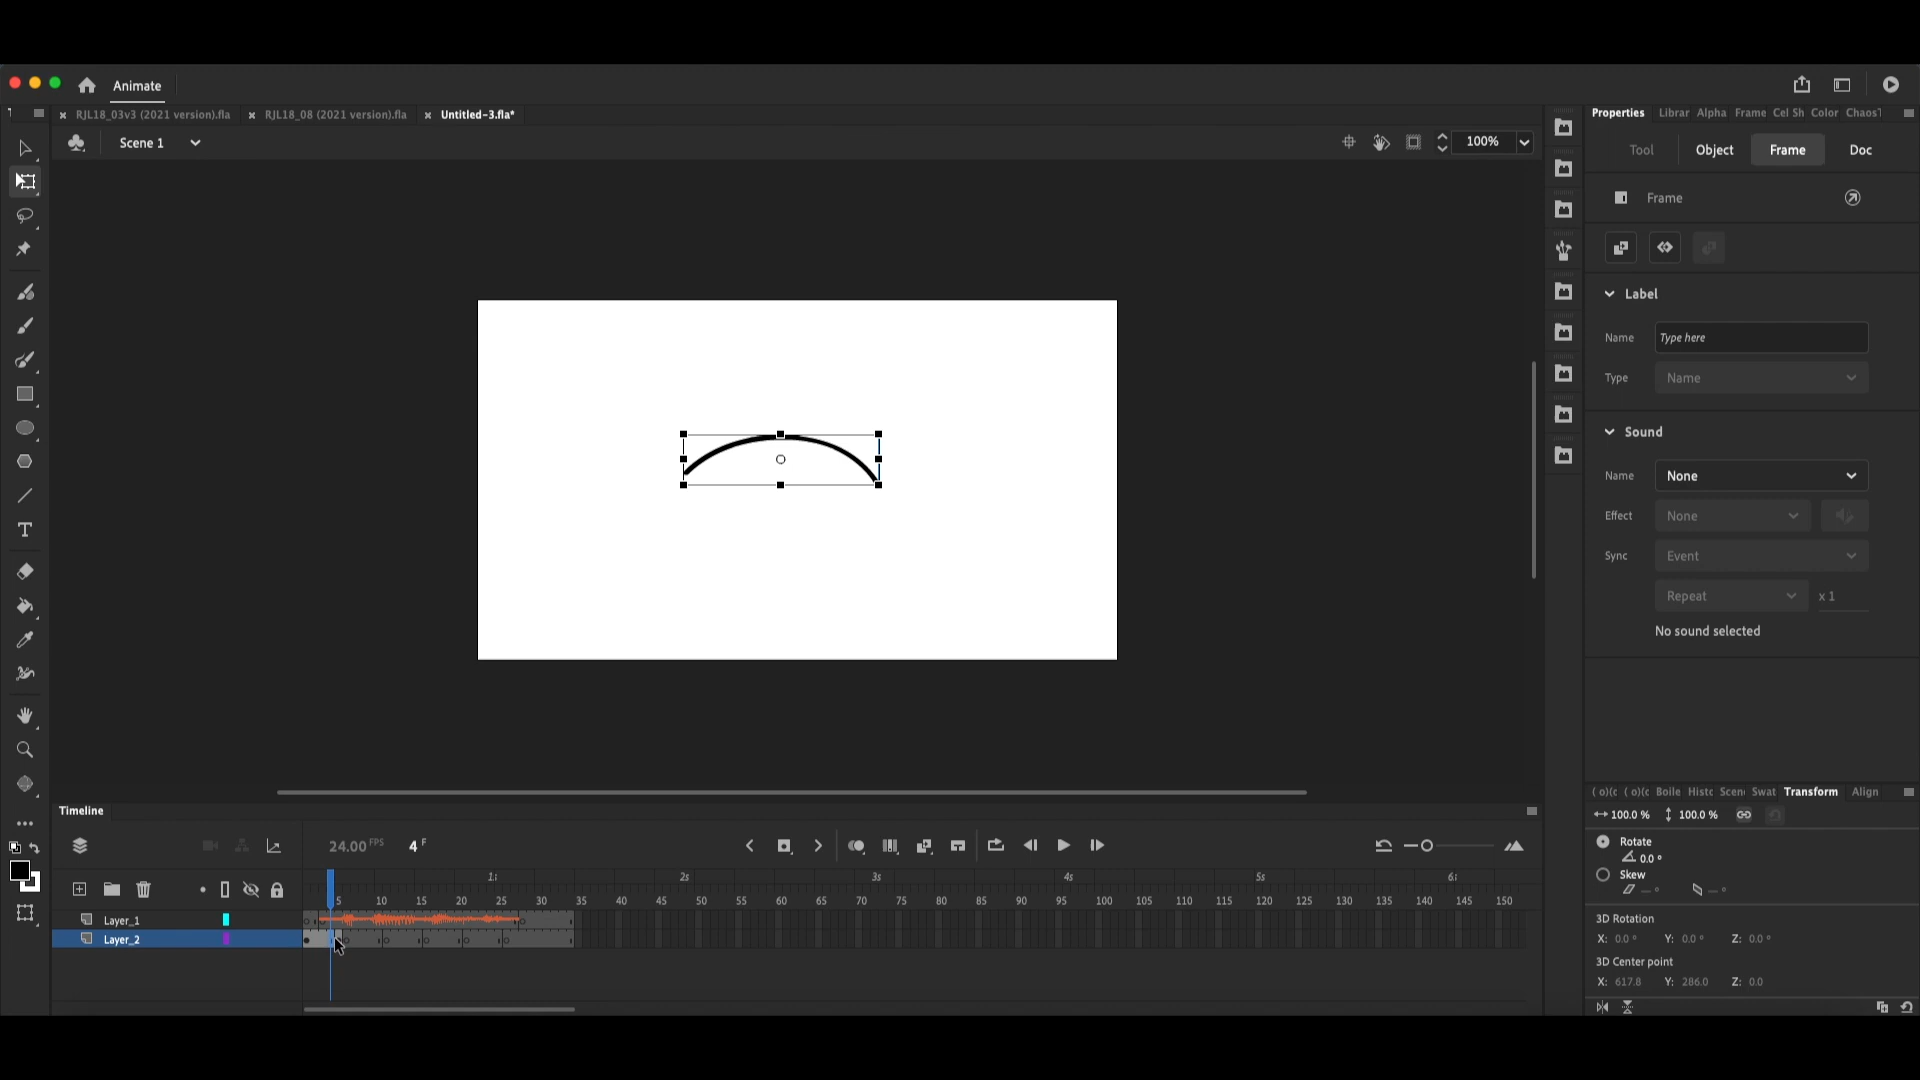 Animate
RJL18_03v3 (2021 version).fla
RJL18_08 (2021 version).fla
Untitled-3.fla*
Scene 1
100%
Properties Librar Alpha Frame Cel Sh Color Chaos
Tool Object Frame Doc
Frame
Label
Name Type here
Type Name
Sound
Name None
Effect None
Sync Event
Repeat x 1
No sound selected
Timeline
24.00 FPS 4 F
1s 2s 3s 4s 5s
5 10 15 20 25 30 35 40 45 50 55 60 65 70 75 80 85 90 95 100 105 110 115 120 125 130 135 140 145 150
Layer_1
Layer_2
Boile Histo Scene Swat Transform Align
100.0 % 100.0 %
Rotate
0.0 °
Skew
3D Rotation
X: 0.0 ° Y: 0.0 ° Z: 0.0 °
3D Center point
X: 617.8 Y: 286.0 Z: 0.0